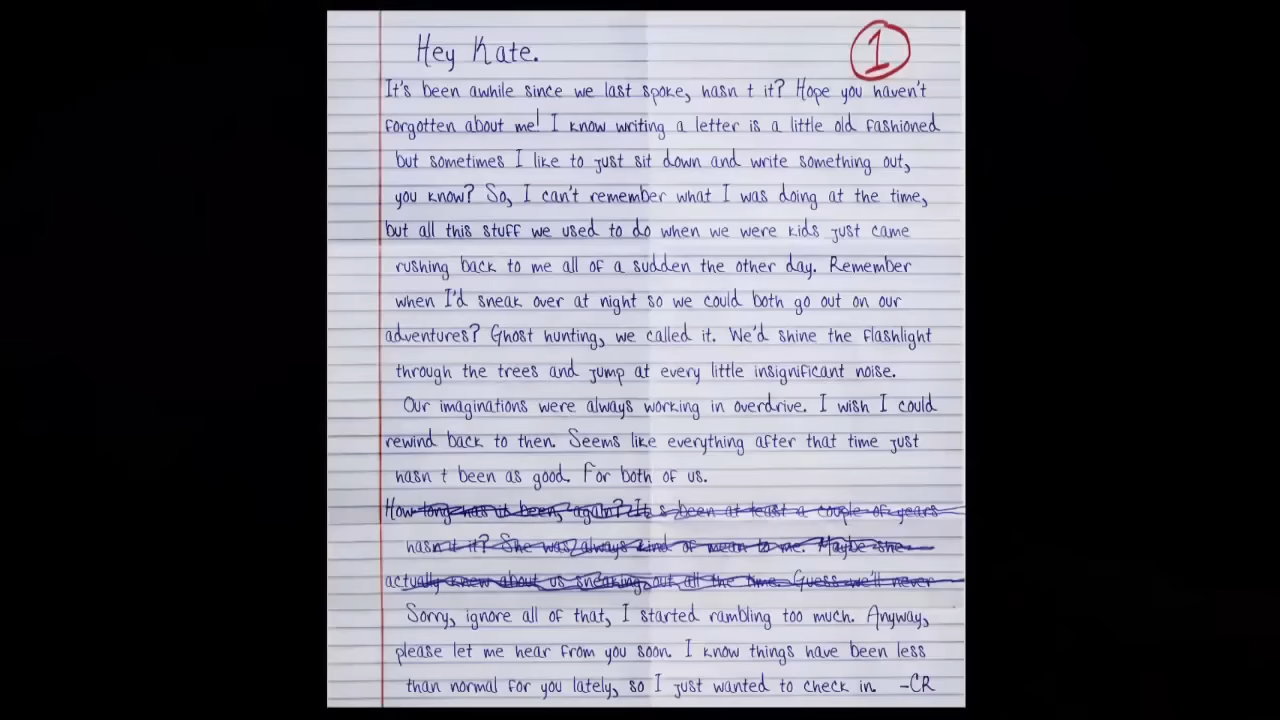 Hey Kate.
1
It's been awhile since we last spoke, hasn t it? Hope you haven't
forgotten about me! I know writing a letter is a little old fashioned
but sometimes I like to just sit down and write something out,
you know? So, I can't remember what I was doing at the time,
but all this stuff we used to do when we were kids just came
rushing back to me all of a sudden the other day. Remember
when I'd sneak over at night so we could both go out on our
adventures? Ghost hunting, we called it. We'd shine the flashlight
through the trees and jump at every little insignificant noise.
Our imaginations were always working in overdrive. I wish I could
rewind back to then. Seems like everything after that time just
hasn t been as good. For both of us.
How long has it been, again? It s been at least a couple of years
hasn t it? She was always kind of mean to me. Maybe she
actually knew about us sneaking out all the time. Guess we'll never
Sorry, ignore all of that, I started rambling too much. Anyway,
please let me hear from you soon. I know things have been less
than normal for you lately, so I just wanted to check in. -CR